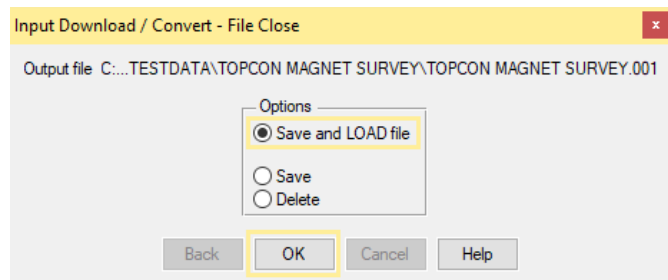 Input Download / Convert - File Close
x
Output file C:...TESTDATA\TOPCON MAGNET SURVEY\TOPCON MAGNET SURVEY.001
Options
Save and LOAD file
Save
Delete
Back OK Cancel Help